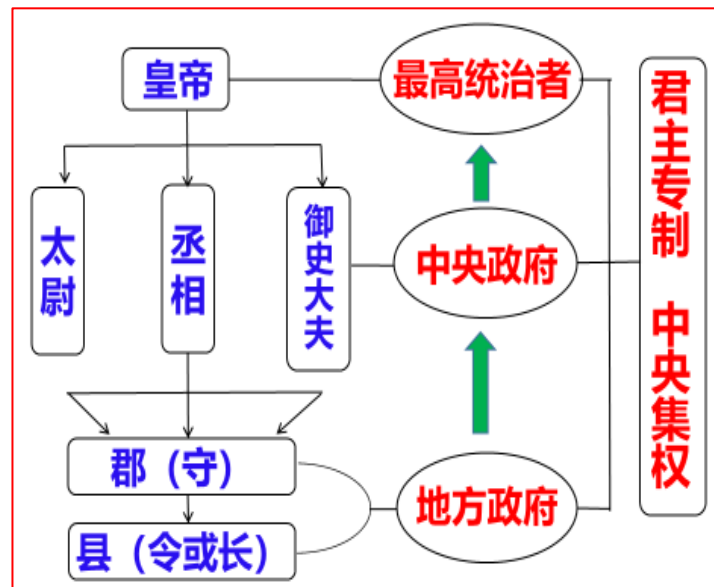 皇帝
最高统治者
太尉
丞相
御史大夫
中央政府
君主专制 中央集权
郡（守）
县（令或长）
地方政府